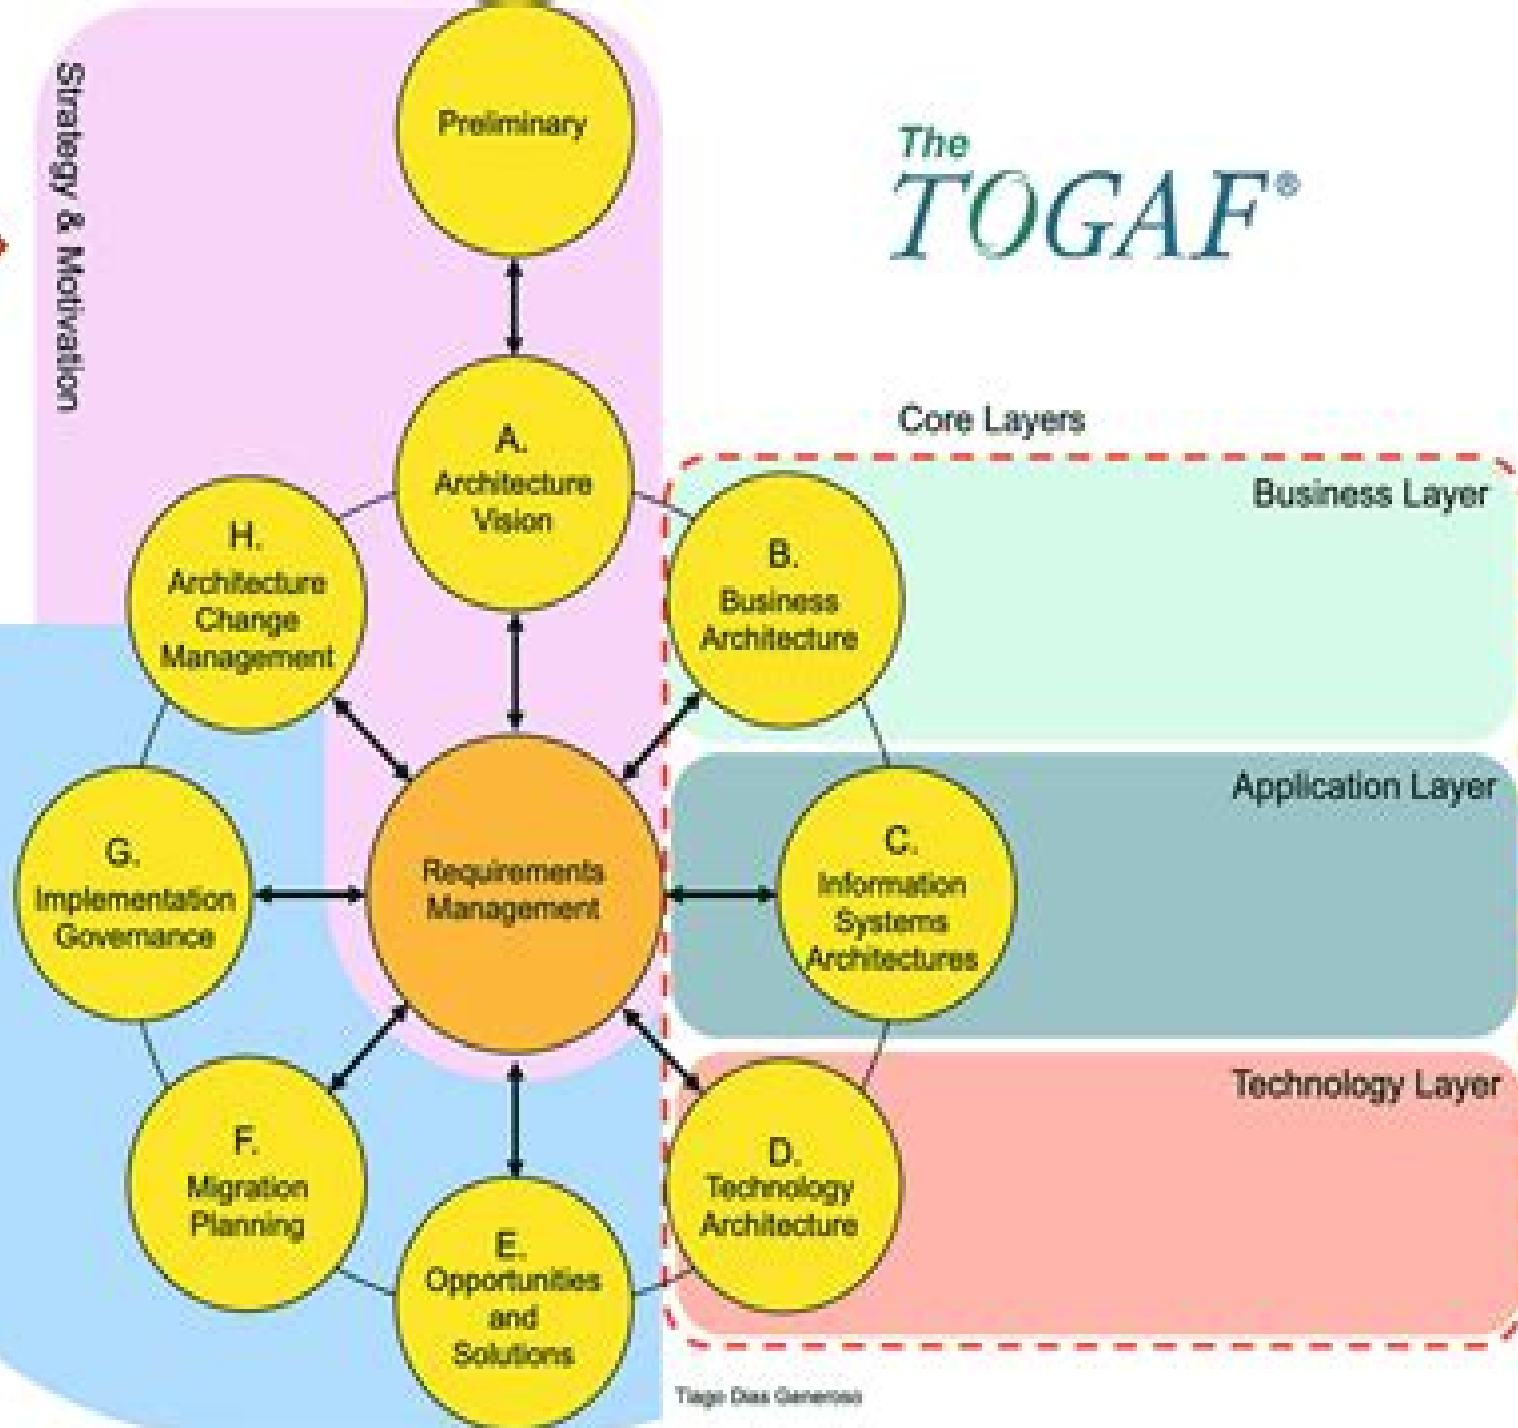 Strategy & Motivation
Preliminary
The
TOGAF®
A.
Architecture
Vision
Core Layers
Business Layer
H.
Architecture
Change
Management
B.
Business
Architecture
Application Layer
G.
Implementation
Governance
Requirements
Management
C.
Information
Systems
Architectures
Technology Layer
F.
Migration
Planning
D.
Technology
Architecture
E.
Opportunities
and
Solutions
Tiago Dias Generoso